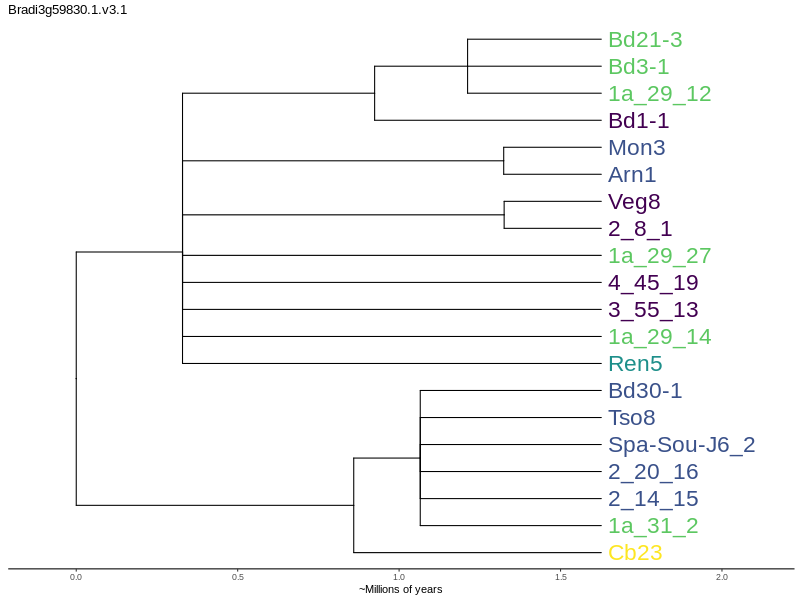 Bradi3g59830.1.v3.1
Bd21-3
Bd3-1
1a_29_12
Bd1-1
Mon3
Arn1
Veg8
2_8_1
1a_29_27
4_45_19
3_55_13
1a_29_14
Ren5
Bd30-1
Tso8
Spa-Sou-J6_2
2_20_16
2_14_15
1a_31_2
Cb23
0.0 0.5 1.0 1.5 2.0
~Millions of years